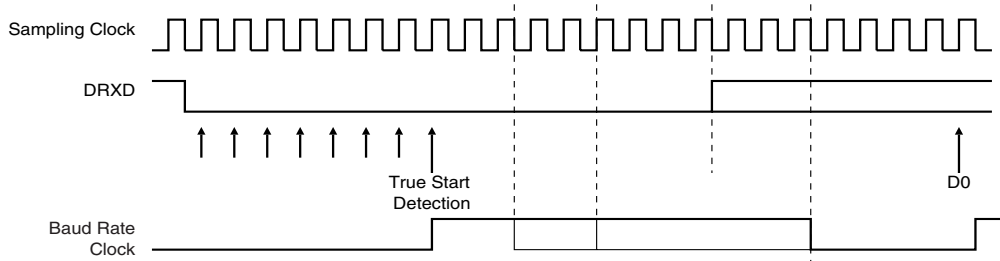 Sampling Clock
DRXD
True Start
Detection
D0
Baud Rate
Clock